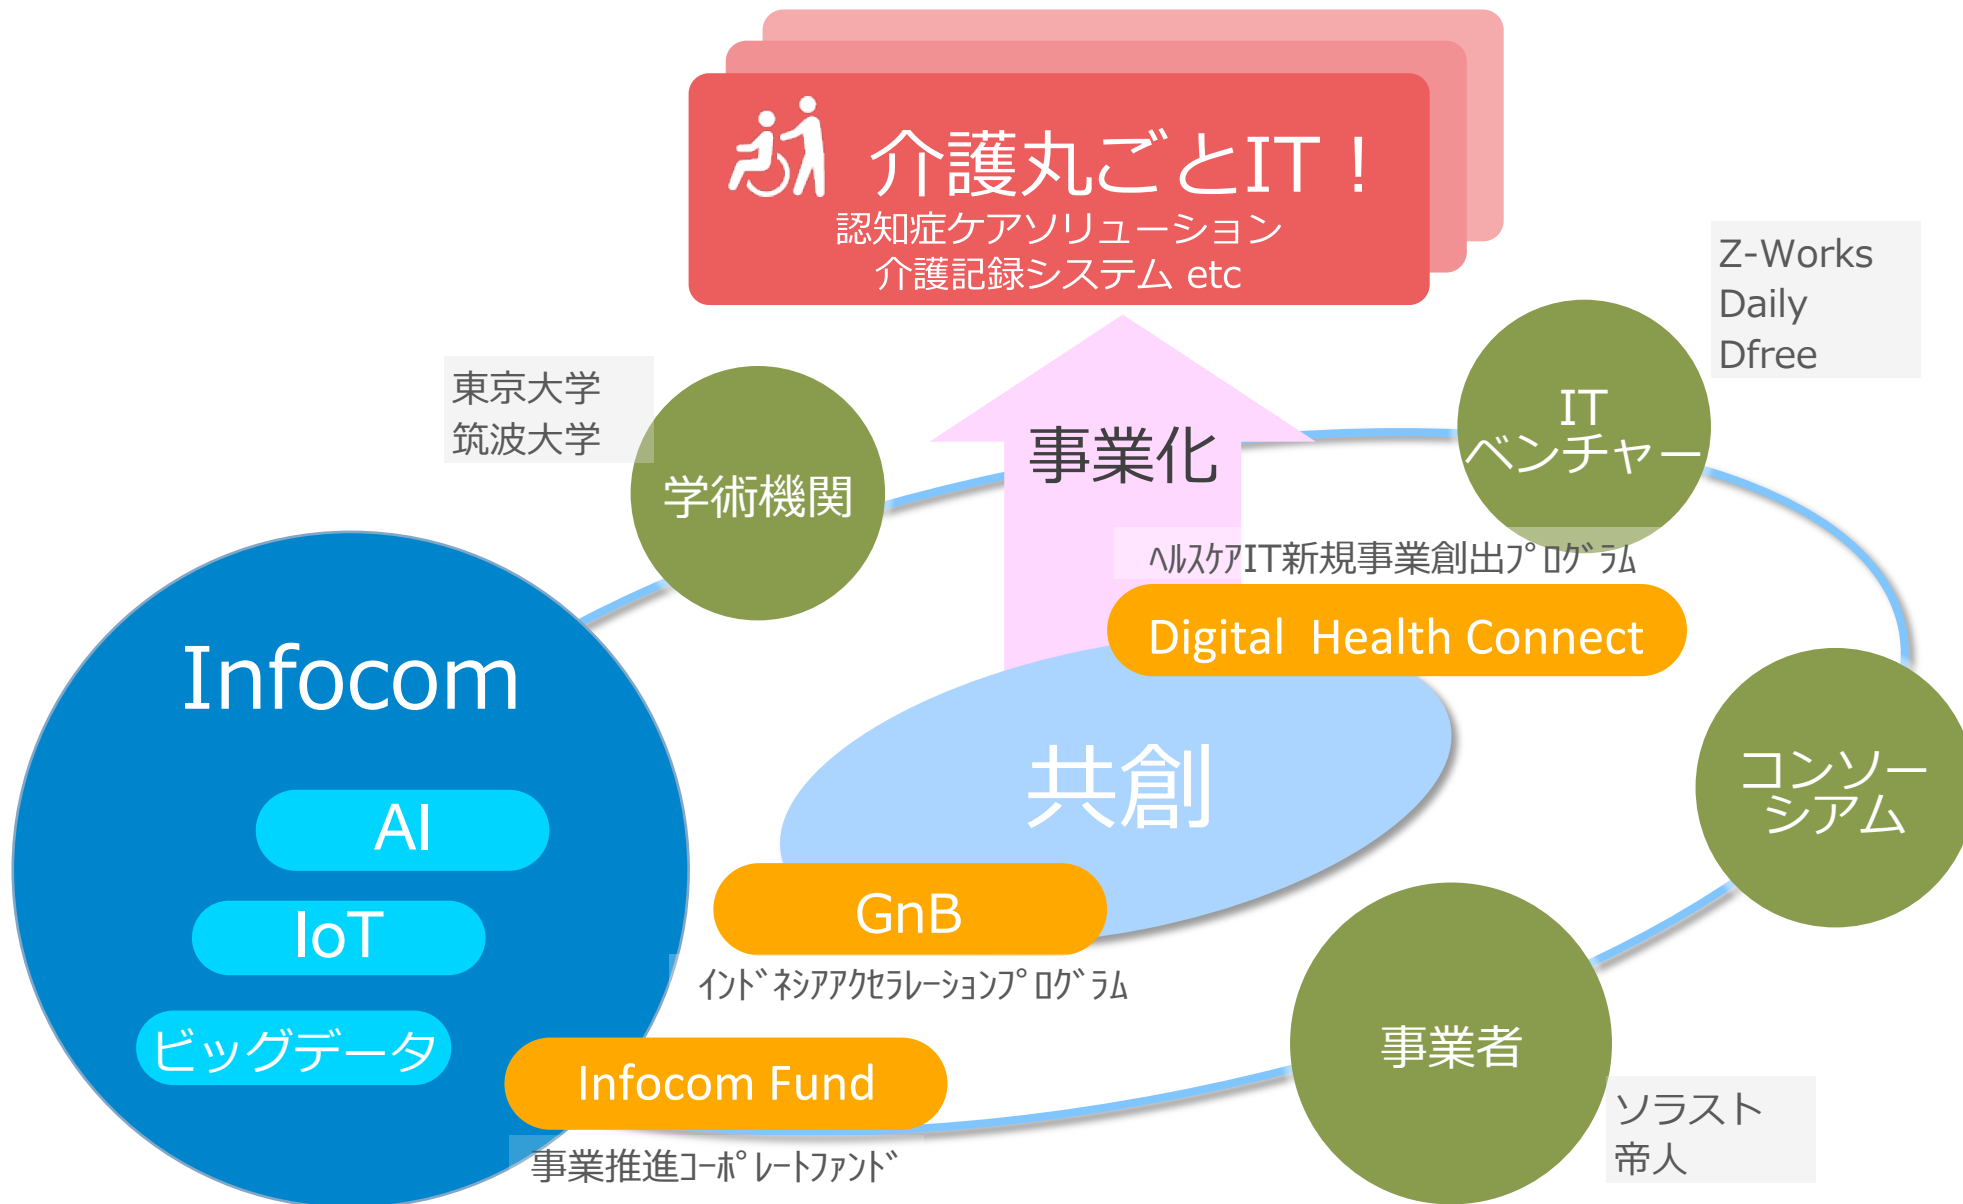 介護丸ごとIT！
認知症ケアソリューション
介護記録システム etc
Z-Works
Daily
Dfree
東京大学
筑波大学
学術機関
事業化
IT
ベンチャー
ﾍﾙｽｹｱIT新規事業創出ﾌﾟﾛｸﾞﾗﾑ
Digital Health Connect
Infocom
AI
IoT
ビッグデータ
共創
コンソー
シアム
GnB
ｲﾝﾄﾞﾈｼｱｱｸｾﾗﾚｰｼｮﾝﾌﾟﾛｸﾞﾗﾑ
事業者
Infocom Fund
事業推進ｺｰﾎﾟﾚｰﾄﾌｧﾝﾄﾞ
ソラスト
帝人